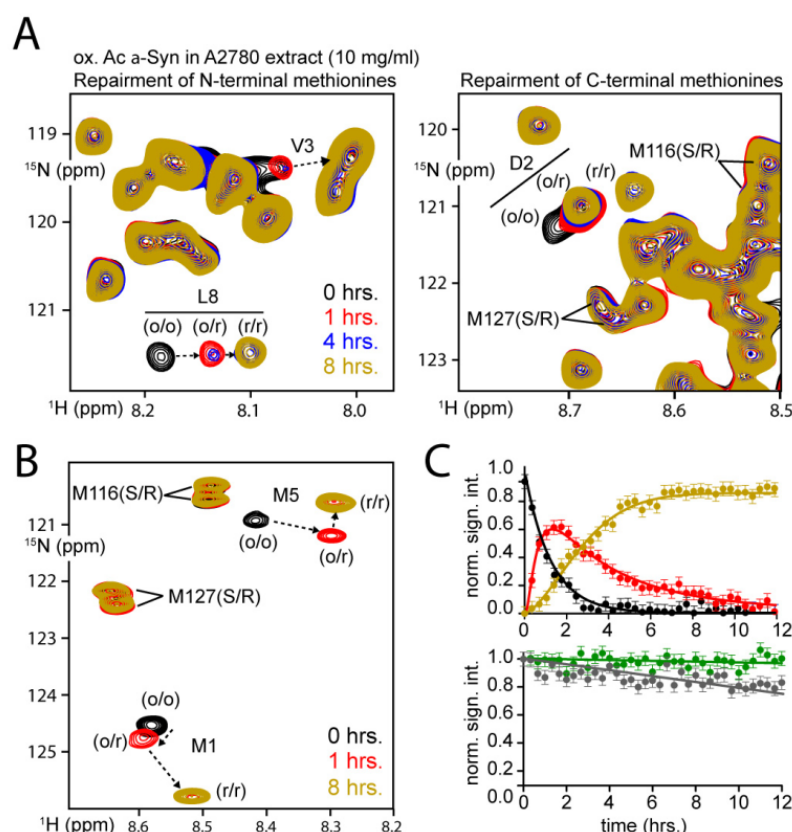 A
ox. Ac a-Syn in A2780 extract (10 mg/ml)
Repairment of N-terminal methionines
Repairment of C-terminal methionines
119
¹⁵N (ppm)
120
121
V3
L8
(o/o) (o/r) (r/r)
0 hrs.
1 hrs.
4 hrs.
8 hrs.
¹H (ppm) 8.2 8.1 8.0
120
¹⁵N (ppm)
121
122
123
D2
(o/r)
(r/r)
(o/o)
M116(S/R)
M127(S/R)
¹H (ppm) 8.7 8.6 8.5
B
M116(S/R)
M5
(r/r)
121
¹⁵N (ppm)
(o/o)
(o/r)
122
M127(S/R)
123
124
(o/o)
(o/r)
M1
125
(r/r)
0 hrs.
1 hrs.
8 hrs.
¹H (ppm) 8.6 8.5 8.4 8.3 8.2
C
norm. sign. int.
1.0
0.8
0.6
0.4
0.2
0.0
0 2 4 6 8 10 12
norm. sign. int.
1.0
0.8
0.6
0.4
0.2
0.0
0 2 4 6 8 10 12
time (hrs.)